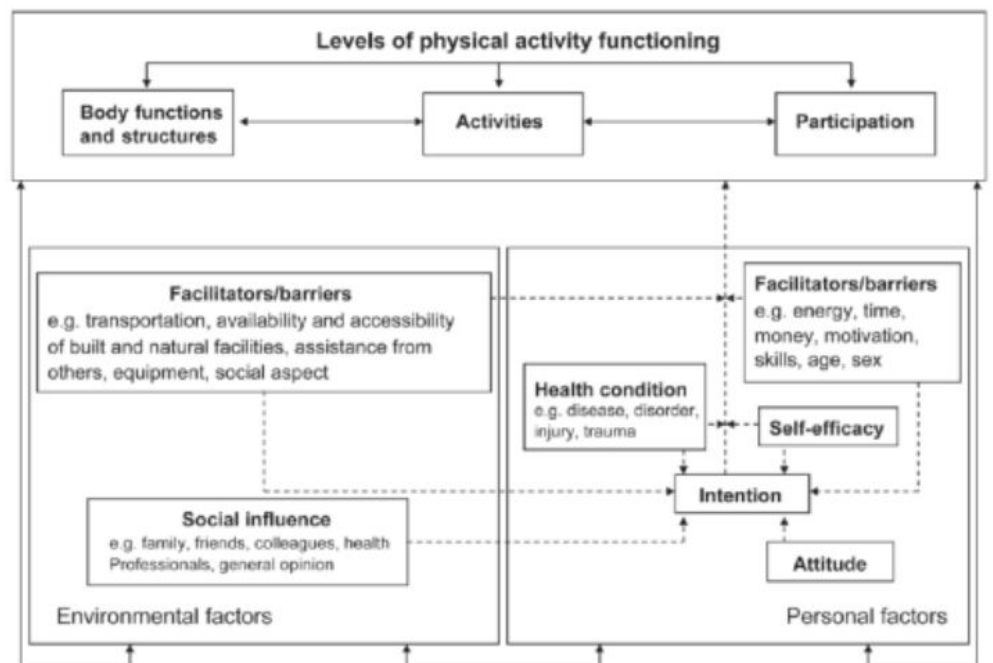 Levels of physical activity functioning
Body functions
and structures
Activities
Participation
Facilitators/barriers
e.g. transportation, availability and accessibility
of built and natural facilities, assistance from
others, equipment, social aspect
Facilitators/barriers
e.g. energy, time,
money, motivation,
skills, age, sex
Health condition
e.g. disease, disorder,
injury, trauma
Self-efficacy
Intention
Social influence
e.g. family, friends, colleagues, health
Professionals, general opinion
Attitude
Environmental factors
Personal factors